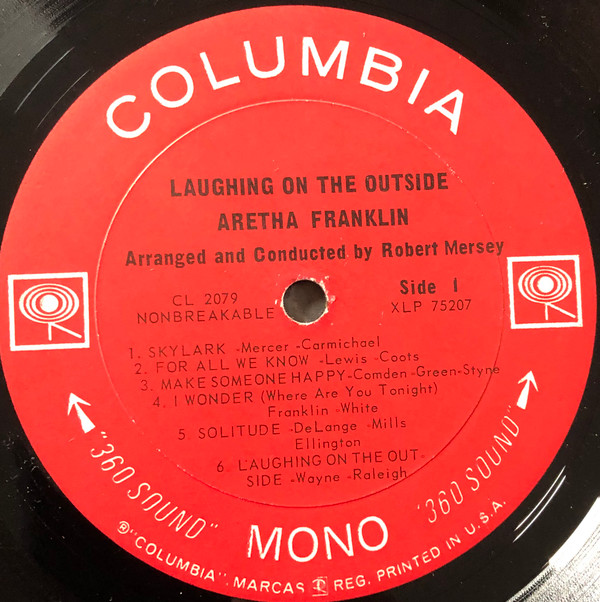 COLUMBIA
LAUGHING ON THE OUTSIDE
ARETHA FRANKLIN
Arranged and Conducted by Robert Mersey
CL 2079
NONBREAKABLE
Side 1
XLP 75207
1. SKYLARK -Mercer -Carmichael
2. FOR ALL WE KNOW -Lewis -Coots
3. MAKE SOMEONE HAPPY-Comden-Green-Styne
4. I WONDER (Where Are You Tonight)
Franklin -White
5. SOLITUDE -DeLange -Mills
Ellington
6. LAUGHING ON THE OUT-
SIDE -Wayne -Raleigh
"360 SOUND"
MONO
"360 SOUND"
®"COLUMBIA". MARCAS REG. PRINTED IN U.S.A.